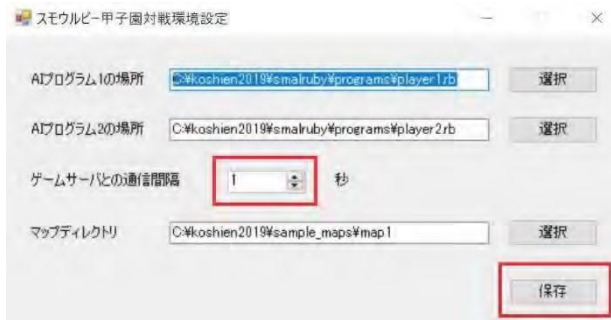 スモウルビー甲子園対戦環境設定
AIプログラム1の場所 C:¥koshien2019¥smalruby¥programs¥player1.rb 選択
AIプログラム2の場所 C:¥koshien2019¥smalruby¥programs¥player2.rb 選択
ゲームサーバとの通信間隔 1 秒
マップディレクトリ C:¥koshien2019¥sample_maps¥map1 選択
保存